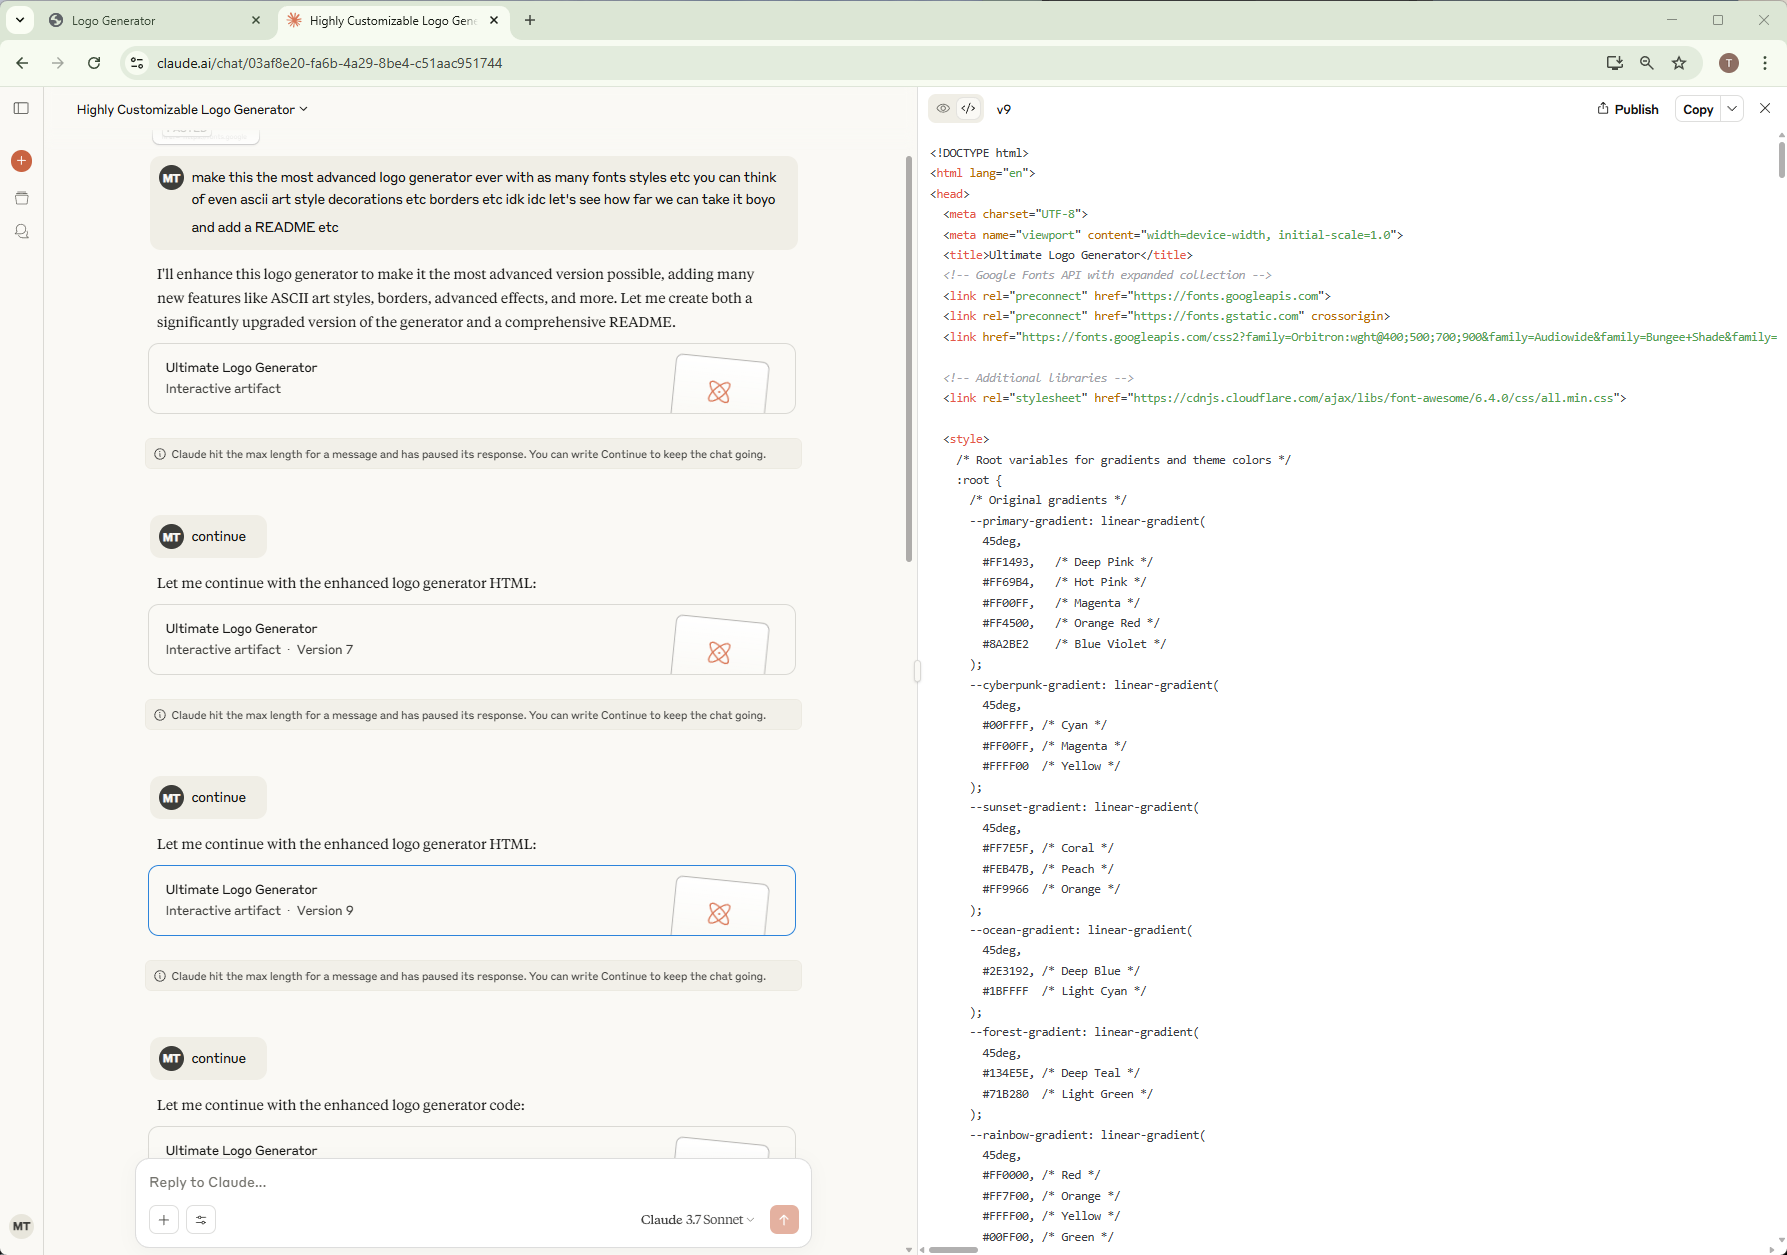 Logo Generator
Highly Customizable Logo Gene
claude.ai/chat/03af8e20-fa6b-4a29-8be4-c51aac951744
T
Highly Customizable Logo Generator
make this the most advanced logo generator ever with as many fonts styles etc you can think
of even ascii art style decorations etc borders etc idk idc let's see how far we can take it boyo
and add a README etc
MT
I'll enhance this logo generator to make it the most advanced version possible, adding many
new features like ASCII art styles, borders, advanced effects, and more. Let me create both a
significantly upgraded version of the generator and a comprehensive README.
Ultimate Logo Generator
Interactive artifact
Claude hit the max length for a message and has paused its response. You can write Continue to keep the chat going.
MT continue
Let me continue with the enhanced logo generator HTML:
Ultimate Logo Generator
Interactive artifact · Version 7
Claude hit the max length for a message and has paused its response. You can write Continue to keep the chat going.
MT continue
Let me continue with the enhanced logo generator HTML:
Ultimate Logo Generator
Interactive artifact · Version 9
Claude hit the max length for a message and has paused its response. You can write Continue to keep the chat going.
MT continue
Let me continue with the enhanced logo generator code:
Ultimate Logo Generator
Reply to Claude...
Claude 3.7 Sonnet
MT
v9
Publish
Copy
<!DOCTYPE html>
<html lang="en">
<head>
<meta charset="UTF-8">
<meta name="viewport" content="width=device-width, initial-scale=1.0">
<title>Ultimate Logo Generator</title>
<!-- Google Fonts API with expanded collection -->
<link rel="preconnect" href="https://fonts.googleapis.com">
<link rel="preconnect" href="https://fonts.gstatic.com" crossorigin>
<link href="https://fonts.googleapis.com/css2?family=Orbitron:wght@400;500;700;900&family=Audiowide&family=Bungee+Shade&family=
<!-- Additional libraries -->
<link rel="stylesheet" href="https://cdnjs.cloudflare.com/ajax/libs/font-awesome/6.4.0/css/all.min.css">
<style>
/* Root variables for gradients and theme colors */
:root {
/* Original gradients */
--primary-gradient: linear-gradient(
45deg,
#FF1493, /* Deep Pink */
#FF69B4, /* Hot Pink */
#FF00FF, /* Magenta */
#FF4500, /* Orange Red */
#8A2BE2 /* Blue Violet */
);
--cyberpunk-gradient: linear-gradient(
45deg,
#00FFFF, /* Cyan */
#FF00FF, /* Magenta */
#FFFF00 /* Yellow */
);
--sunset-gradient: linear-gradient(
45deg,
#FF7E5F, /* Coral */
#FEB47B, /* Peach */
#FF9966 /* Orange */
);
--ocean-gradient: linear-gradient(
45deg,
#2E3192, /* Deep Blue */
#1BFFFF /* Light Cyan */
);
--forest-gradient: linear-gradient(
45deg,
#134E5E, /* Deep Teal */
#71B280 /* Light Green */
);
--rainbow-gradient: linear-gradient(
45deg,
#FF0000, /* Red */
#FF7F00, /* Orange */
#FFFF00, /* Yellow */
#00FF00, /* Green */